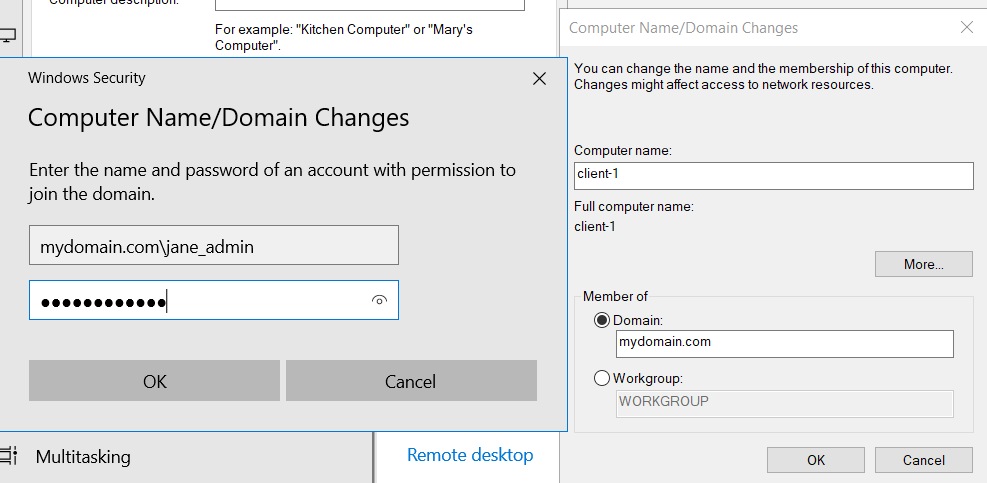 Computer description:
For example: "Kitchen Computer" or "Mary's
Computer".
Windows Security
Computer Name/Domain Changes
Enter the name and password of an account with permission to
join the domain.
mydomain.com\jane_admin
●●●●●●●●●●●●
OK
Cancel
Multitasking
Remote desktop
Computer Name/Domain Changes
You can change the name and the membership of this computer.
Changes might affect access to network resources.
Computer name:
client-1
Full computer name:
client-1
More...
Member of
Domain:
mydomain.com
Workgroup:
WORKGROUP
OK
Cancel